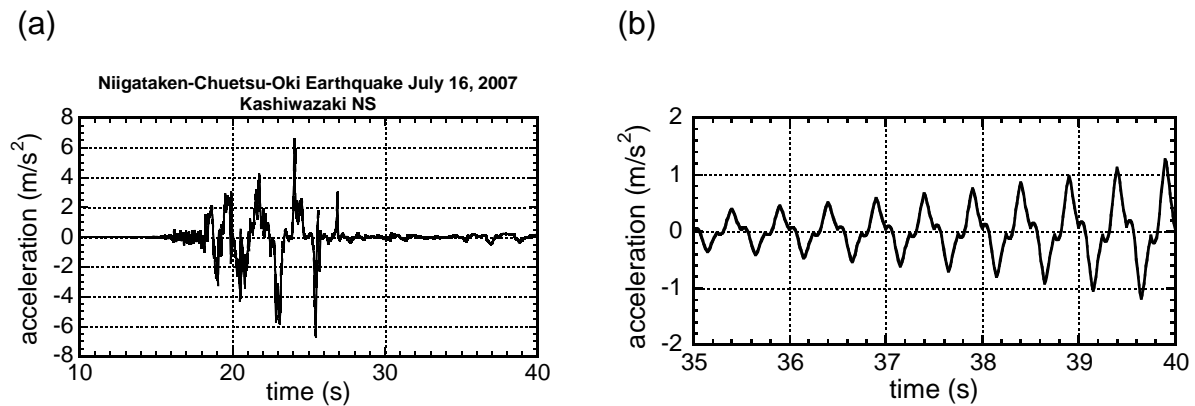 (a)
Niigataken-Chuetsu-Oki Earthquake July 16, 2007
Kashiwazaki NS
acceleration (m/s²)
8
6
4
2
0
-2
-4
-6
-8
10 20 30 40
time (s)
(b)
acceleration (m/s²)
2
1
0
-1
-2
35 36 37 38 39 40
time (s)